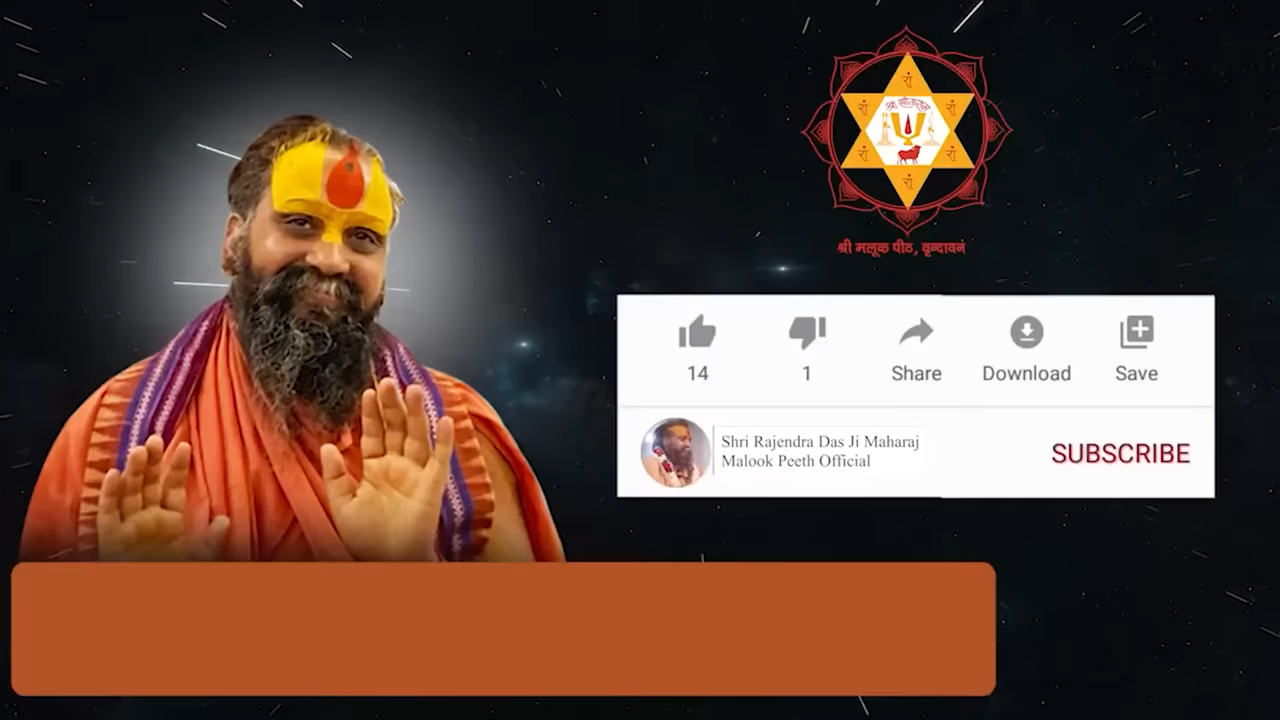 श्री सीताराम
रां
रां
रां
रां
रां
रां
श्री मलूक पीठ, वृन्दावनं
14
1
Share
Download
Save
Shri Rajendra Das Ji Maharaj
Malook Peeth Official
SUBSCRIBE